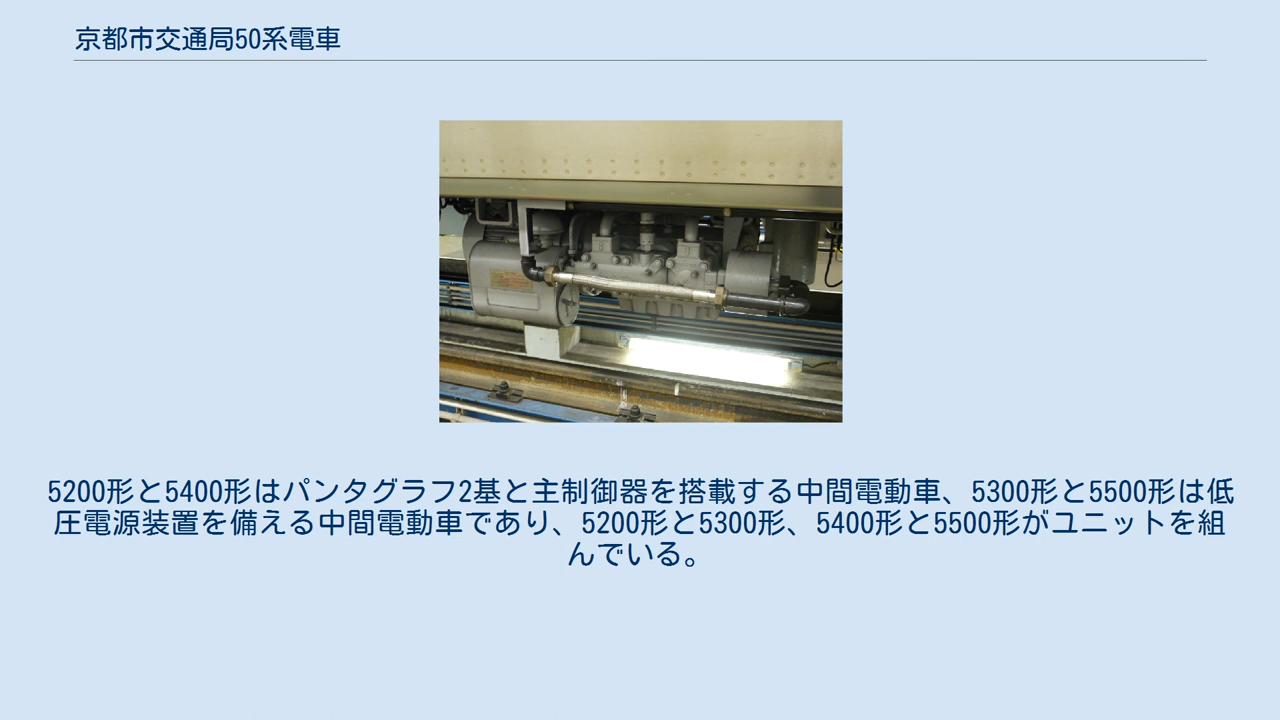 京都市交通局50系電車
5200形と5400形はパンタグラフ2基と主制御器を搭載する中間電動車、5300形と5500形は低
圧電源装置を備える中間電動車であり、5200形と5300形、5400形と5500形がユニットを組
んでいる。